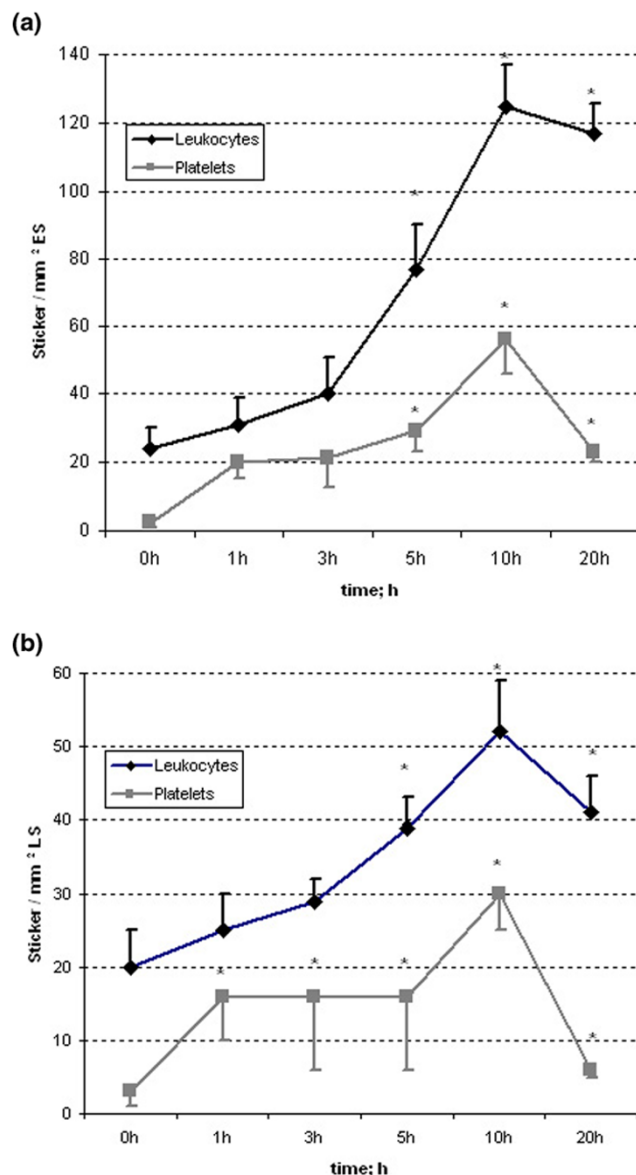 (a)
140
120
100
80
60
40
20
0
Sticker / mm ² ES
Leukocytes
Platelets
*
*
*
*
*
*
0h 1h 3h 5h 10h 20h
time; h
(b)
60
50
40
30
20
10
0
Sticker / mm ² LS
Leukocytes
Platelets
*
*
*
*
*
*
*
*
0h 1h 3h 5h 10h 20h
time; h